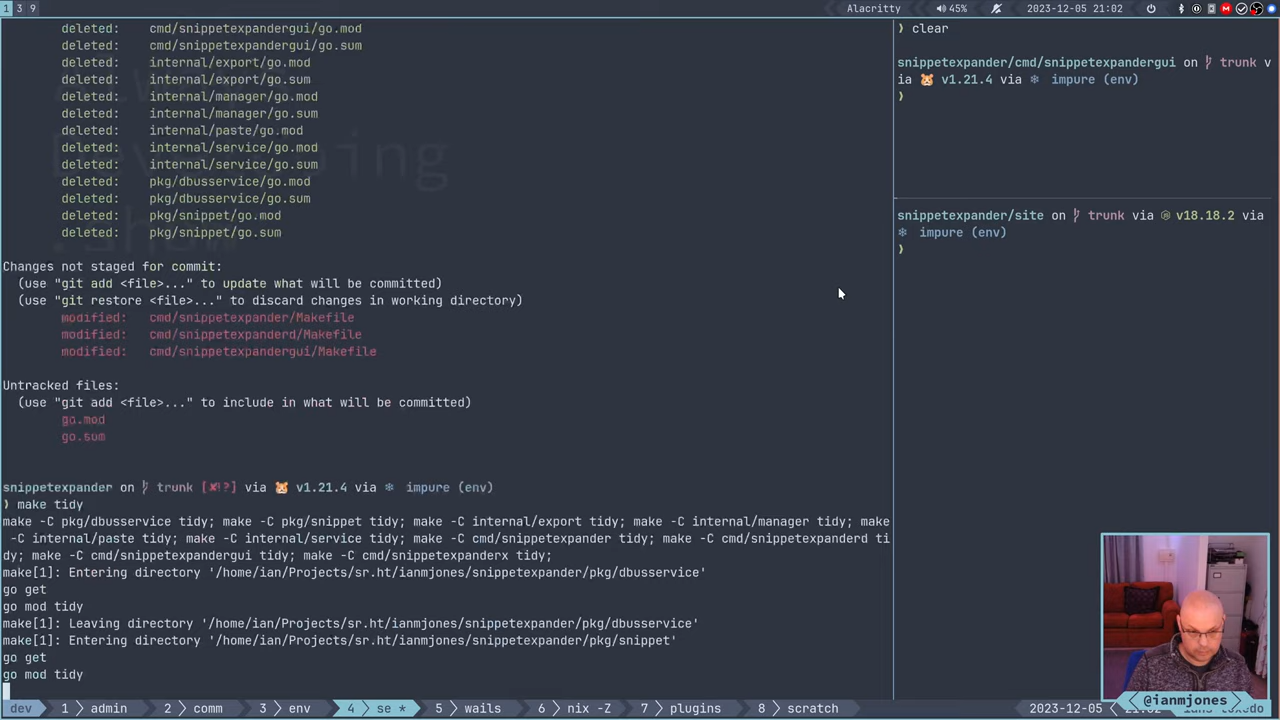 1 3 9
Alacritty
45%
2023-12-05 21:02
deleted: cmd/snippetexpandergui/go.mod
deleted: cmd/snippetexpandergui/go.sum
deleted: internal/export/go.mod
deleted: internal/export/go.sum
deleted: internal/manager/go.mod
deleted: internal/manager/go.sum
deleted: internal/paste/go.mod
deleted: internal/service/go.mod
deleted: internal/service/go.sum
deleted: pkg/dbusservice/go.mod
deleted: pkg/dbusservice/go.sum
deleted: pkg/snippet/go.mod
deleted: pkg/snippet/go.sum
Changes not staged for commit:
(use "git add <file>..." to update what will be committed)
(use "git restore <file>..." to discard changes in working directory)
modified: cmd/snippetexpander/Makefile
modified: cmd/snippetexpanderd/Makefile
modified: cmd/snippetexpandergui/Makefile
Untracked files:
(use "git add <file>..." to include in what will be committed)
go.mod
go.sum
snippetexpander on trunk [✘!?] via 🐹 v1.21.4 via ❄ impure (env)
❯ make tidy
make -C pkg/dbusservice tidy; make -C pkg/snippet tidy; make -C internal/export tidy; make -C internal/manager tidy; make
-C internal/paste tidy; make -C internal/service tidy; make -C cmd/snippetexpander tidy; make -C cmd/snippetexpanderd ti
dy; make -C cmd/snippetexpandergui tidy; make -C cmd/snippetexpanderx tidy;
make[1]: Entering directory '/home/ian/Projects/sr.ht/ianmjones/snippetexpander/pkg/dbusservice'
go get
go mod tidy
make[1]: Leaving directory '/home/ian/Projects/sr.ht/ianmjones/snippetexpander/pkg/dbusservice'
make[1]: Entering directory '/home/ian/Projects/sr.ht/ianmjones/snippetexpander/pkg/snippet'
go get
go mod tidy
❯ clear
snippetexpander/cmd/snippetexpandergui on trunk v
ia 🐹 v1.21.4 via ❄ impure (env)
❯
snippetexpander/site on trunk via v18.18.2 via
❄ impure (env)
❯
dev 1 admin 2 comm 3 env 4 se * 5 wails 6 nix -Z 7 plugins 8 scratch
2023-12-05
@ianmjones